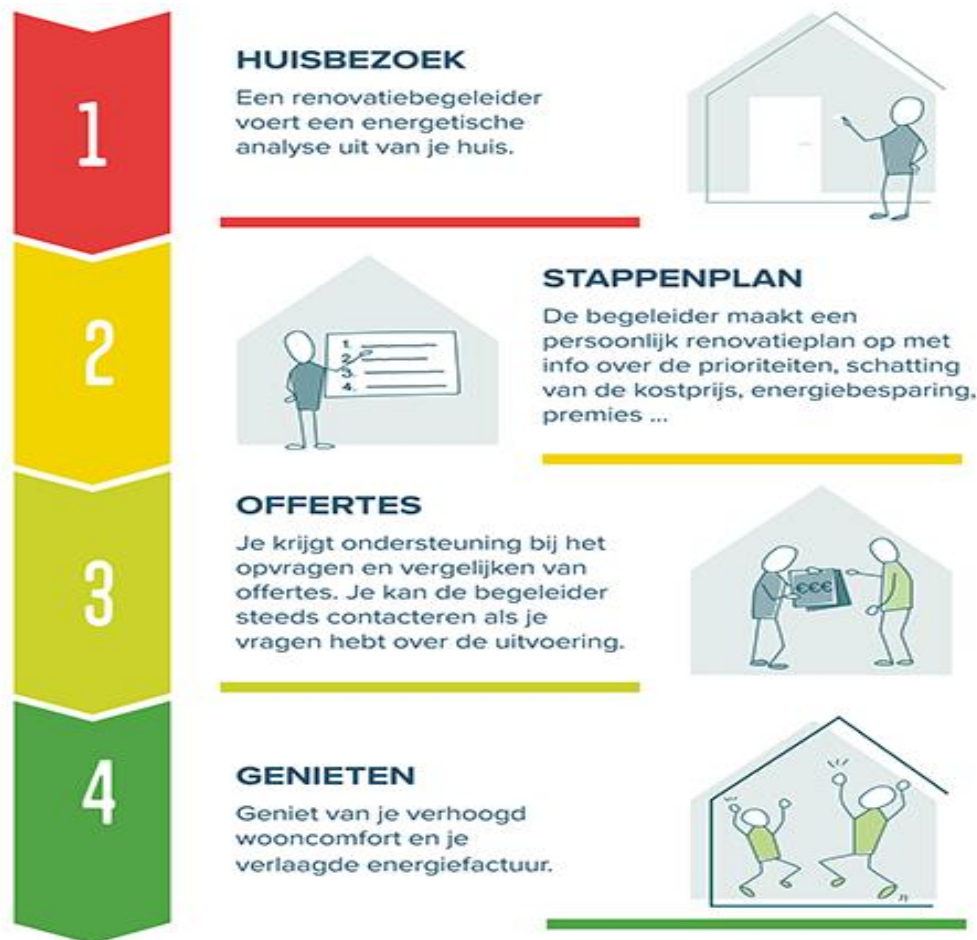 1
HUISBEZOEK
Een renovatiebegeleider
voert een energetische
analyse uit van je huis.
2
1.
2.
3.
4.
STAPPENPLAN
De begeleider maakt een
persoonlijk renovatieplan op met
info over de prioriteiten, schatting
van de kostprijs, energiebesparing,
premies ...
3
OFFERTES
Je krijgt ondersteuning bij het
opvragen en vergelijken van
offertes. Je kan de begeleider
steeds contacteren als je
vragen hebt over de uitvoering.
€€€
4
GENIETEN
Geniet van je verhoogd
wooncomfort en je
verlaagde energiefactuur.